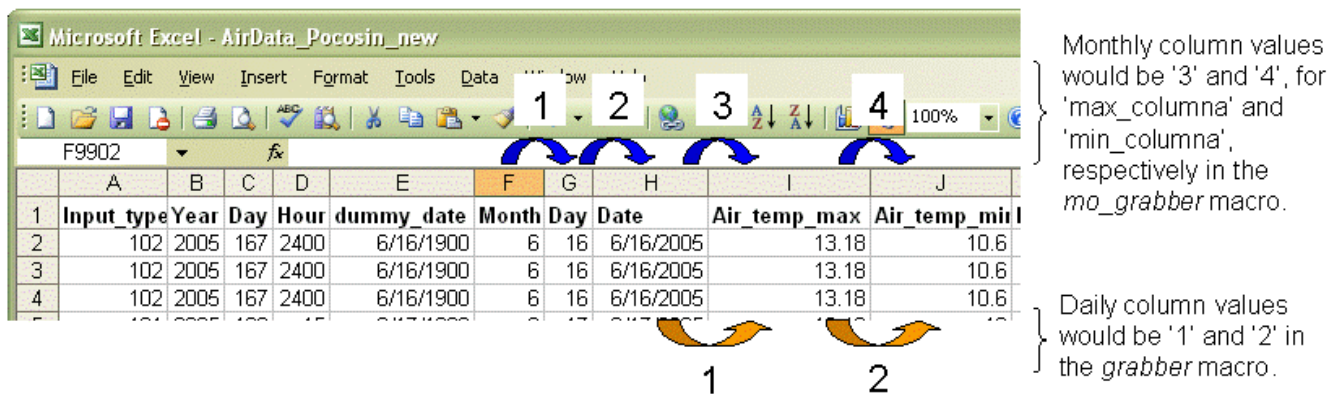 Microsoft Excel - AirData_Pocosin_new
File Edit View Insert Format Tools Data
1 2 3 4
100%
F9902 fx
A B C D E F G H I J
1 Input_type Year Day Hour dummy_date Month Day Date Air_temp_max Air_temp_min
2 102 2005 167 2400 6/16/1900 6 16 6/16/2005 13.18 10.6
3 102 2005 167 2400 6/16/1900 6 16 6/16/2005 13.18 10.6
4 102 2005 167 2400 6/16/1900 6 16 6/16/2005 13.18 10.6
1 2
Monthly column values
would be '3' and '4', for
'max_columna' and
'min_columna',
respectively in the
mo_grabber macro.
Daily column values
would be '1' and '2' in
the grabber macro.